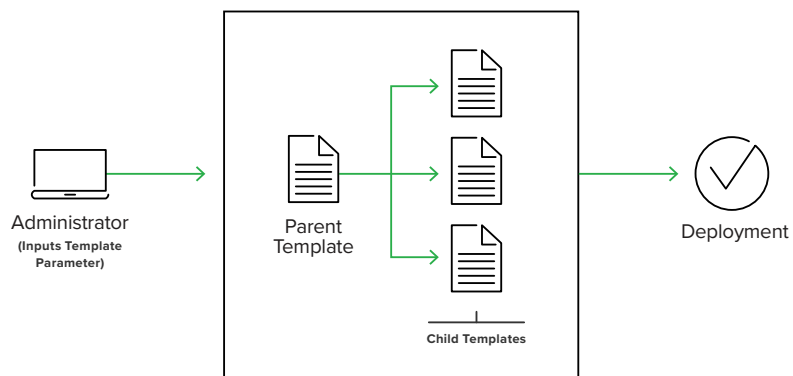 Administrator
(Inputs Template
Parameter)
Parent
Template
Child Templates
Deployment